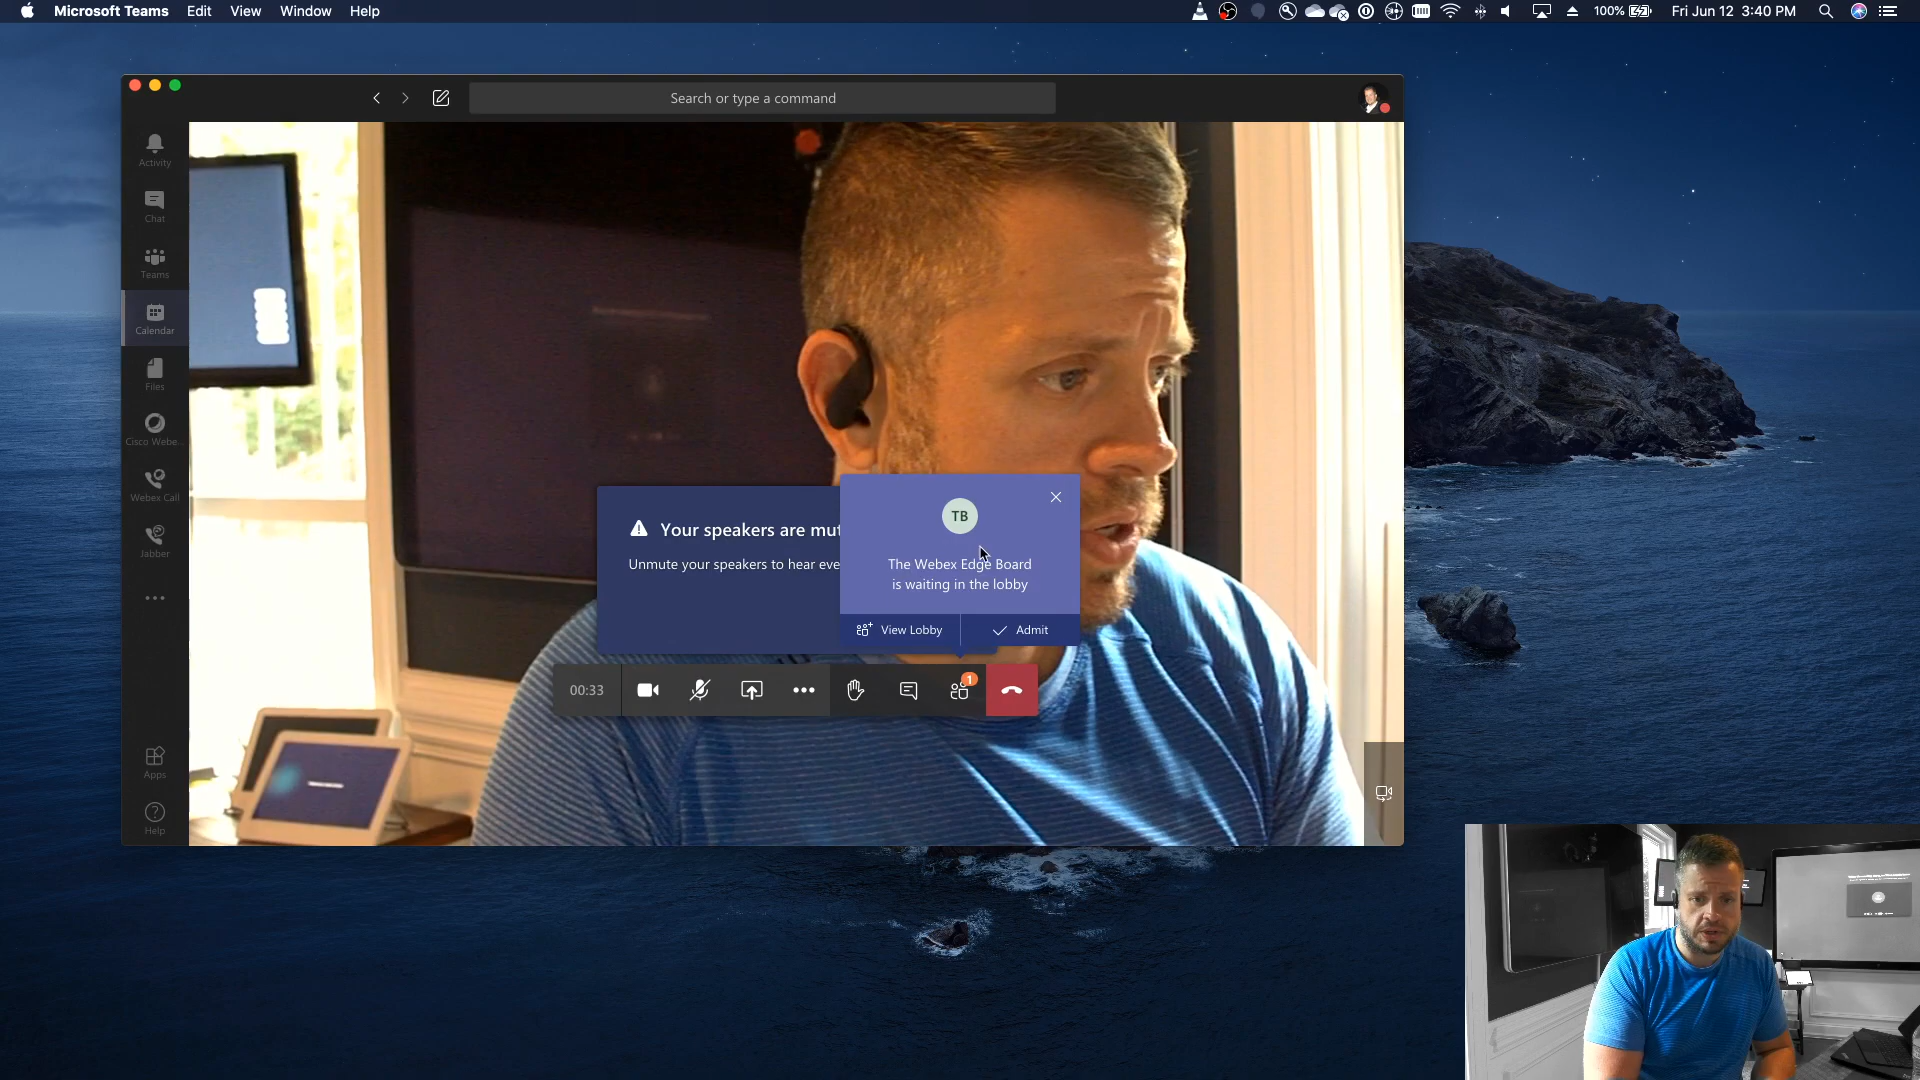 Microsoft Teams Edit View Window Help
100% Fri Jun 12 3:40 PM
Search or type a command
Activity
Chat
Teams
Calendar
Files
Cisco Webe...
Webex Call
Jabber
Apps
Help
Your speakers are mut
Unmute your speakers to hear eve
TB
The Webex Edge Board
is waiting in the lobby
View Lobby Admit
00:33
1